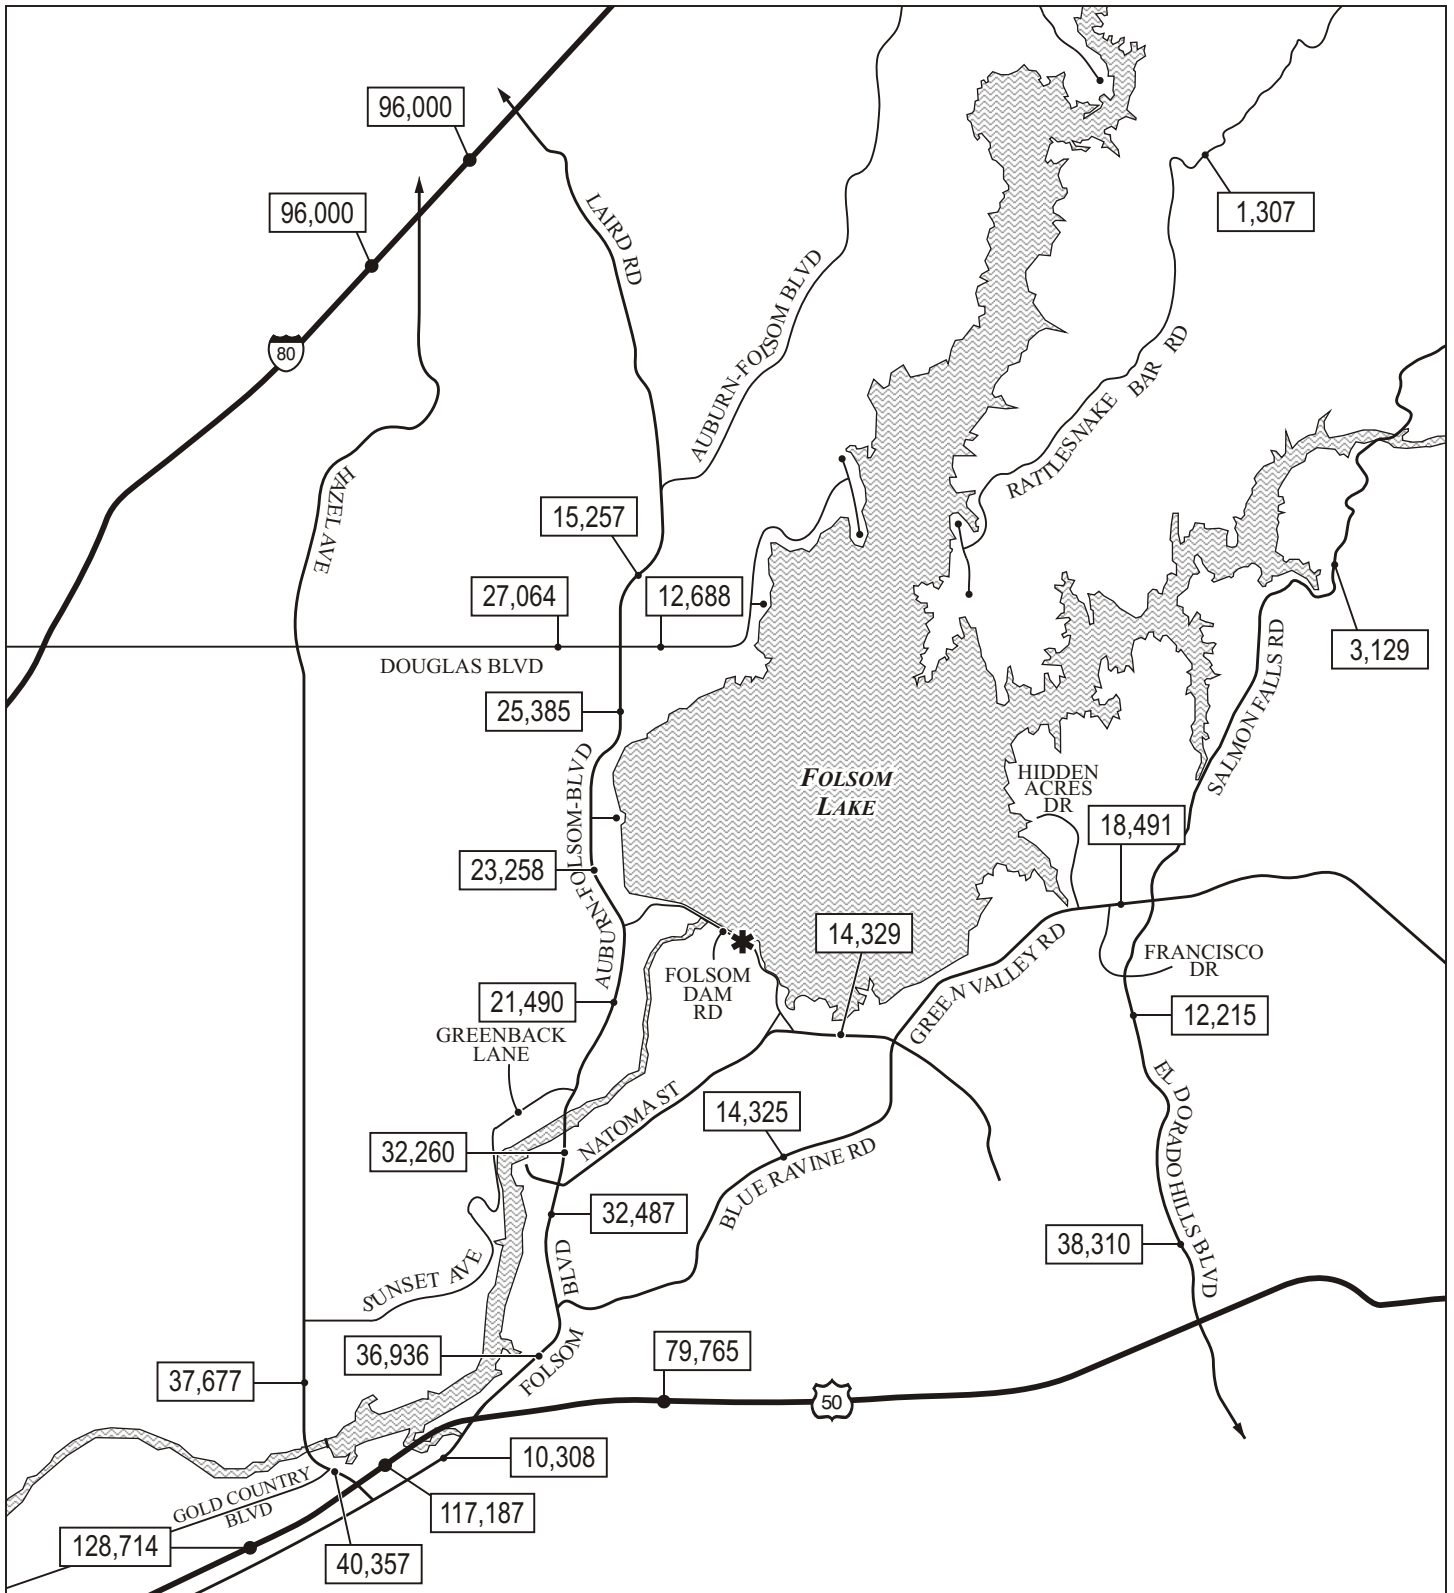 96,000
96,000
80
LAIRD RD
AUBURN-FOLSOM BLVD
1,307
RATTLESNAKE BAR RD
HAZEL AVE
15,257
27,064
12,688
DOUGLAS BLVD
3,129
SALMON FALLS RD
25,385
AUBURN-FOLSOM-BLVD
FOLSOM
LAKE
HIDDEN
ACRES
DR
18,491
23,258
14,329
FOLSOM
DAM
RD
GREEN VALLEY RD
FRANCISCO
DR
21,490
12,215
GREENBACK
LANE
EL DORADO HILLS BLVD
NATOMA ST
14,325
32,260
BLUE RAVINE RD
32,487
38,310
SUNSET AVE
FOLSOM BLVD
36,936
79,765
37,677
50
10,308
GOLD COUNTRY
BLVD
117,187
128,714
40,357